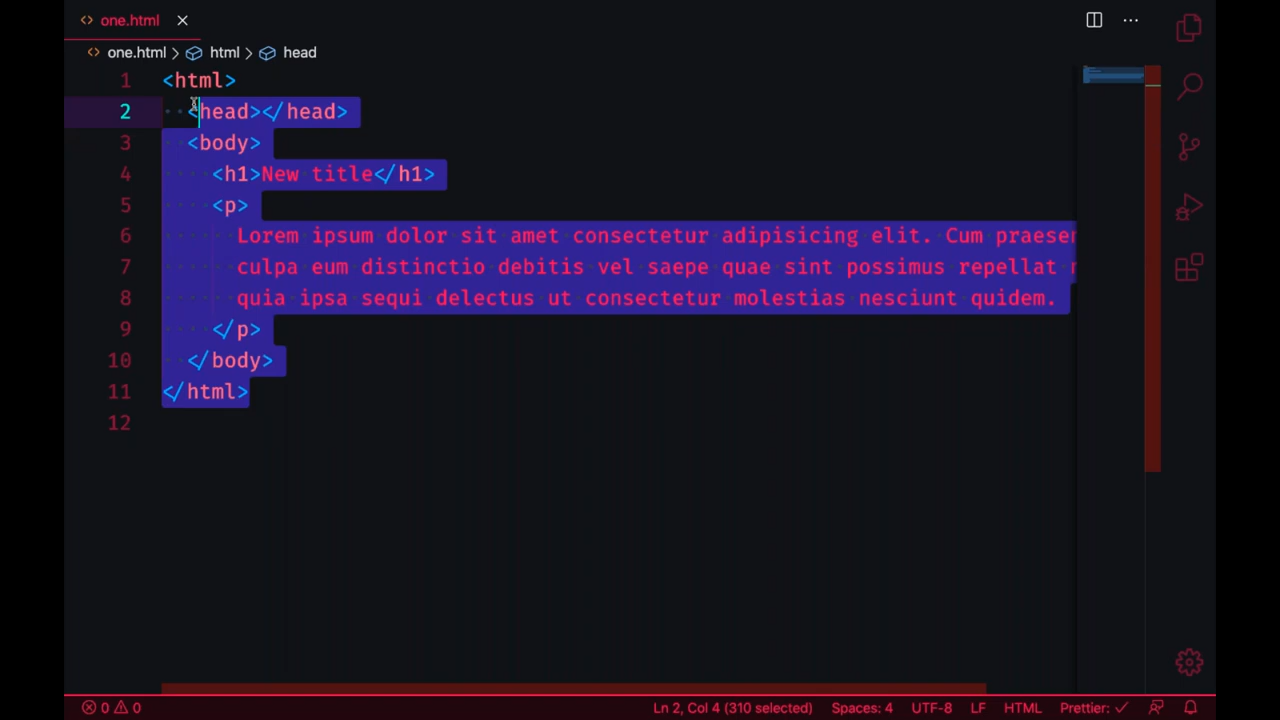 one.html
one.html > html > head
1 <html>
2 <head></head>
3 <body>
4 <h1>New title</h1>
5 <p>
6 Lorem ipsum dolor sit amet consectetur adipisicing elit. Cum praesen
7 culpa eum distinctio debitis vel saepe quae sint possimus repellat
8 quia ipsa sequi delectus ut consectetur molestias nesciunt quidem.
9 </p>
10 </body>
11 </html>
12
0 0 Ln 2, Col 4 (310 selected) Spaces: 4 UTF-8 LF HTML Prettier: ✓